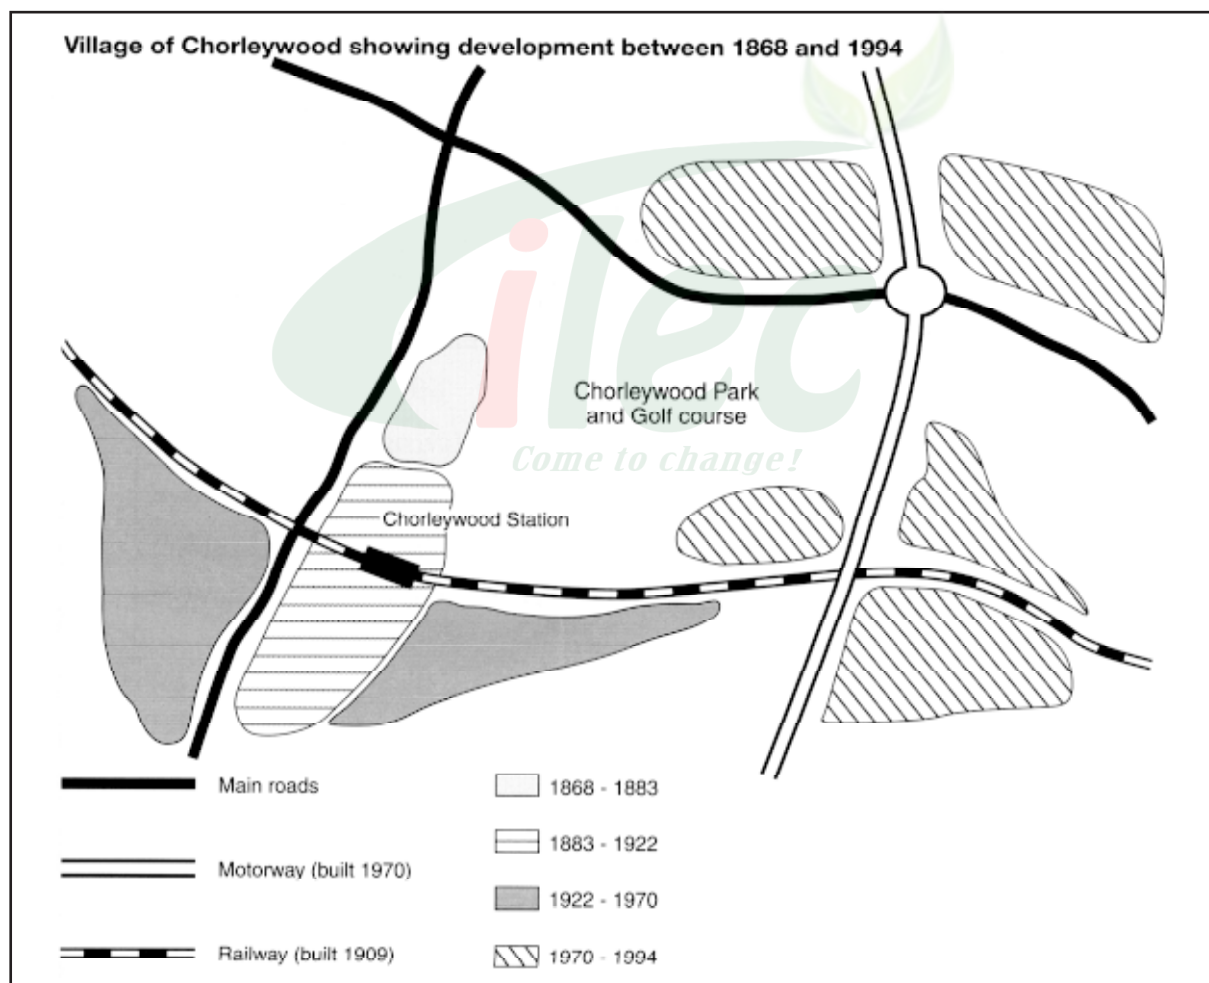 Village of Chorleywood showing development between 1868 and 1994
ilec
Come to change!
Chorleywood Park
and Golf course
Chorleywood Station
Main roads
Motorway (built 1970)
Railway (built 1909)
1868 - 1883
1883 - 1922
1922 - 1970
1970 - 1994